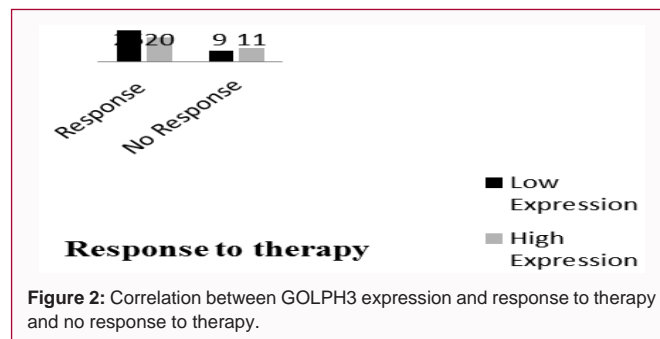 20 9 11
Response
No Response
Low
Expression
High
Expression
Response to therapy
Figure 2: Correlation between GOLPH3 expression and response to therapy
and no response to therapy.